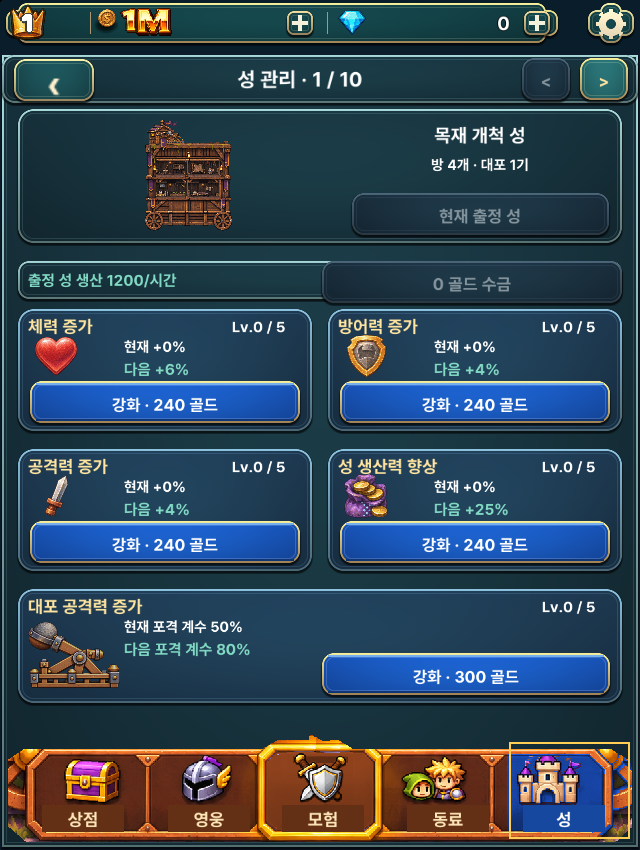 1
1M
0
성 관리 · 1 / 10
<
>
목재 개척 성
방 4개 · 대포 1기
현재 출정 성
출정 성 생산 1200/시간
0 골드 수금
체력 증가 Lv.0 / 5
현재 +0%
다음 +6%
강화 · 240 골드
방어력 증가 Lv.0 / 5
현재 +0%
다음 +4%
강화 · 240 골드
공격력 증가 Lv.0 / 5
현재 +0%
다음 +4%
강화 · 240 골드
성 생산력 향상 Lv.0 / 5
현재 +0%
다음 +25%
강화 · 240 골드
대포 공격력 증가 Lv.0 / 5
현재 포격 계수 50%
다음 포격 계수 80%
강화 · 300 골드
상점
영웅
모험
동료
성